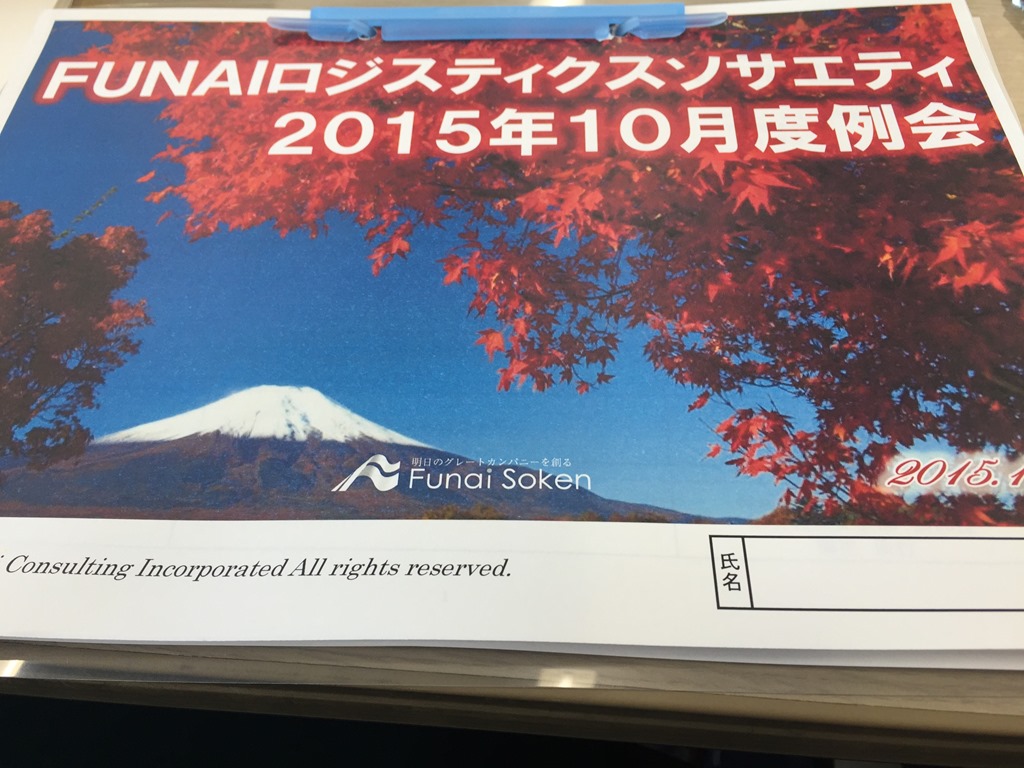 FUNAIロジスティクスソサエティ
2015年10月度例会
明日のグレートカンパニーを創る
Funai Soken
2015.1
Consulting Incorporated All rights reserved.
氏名